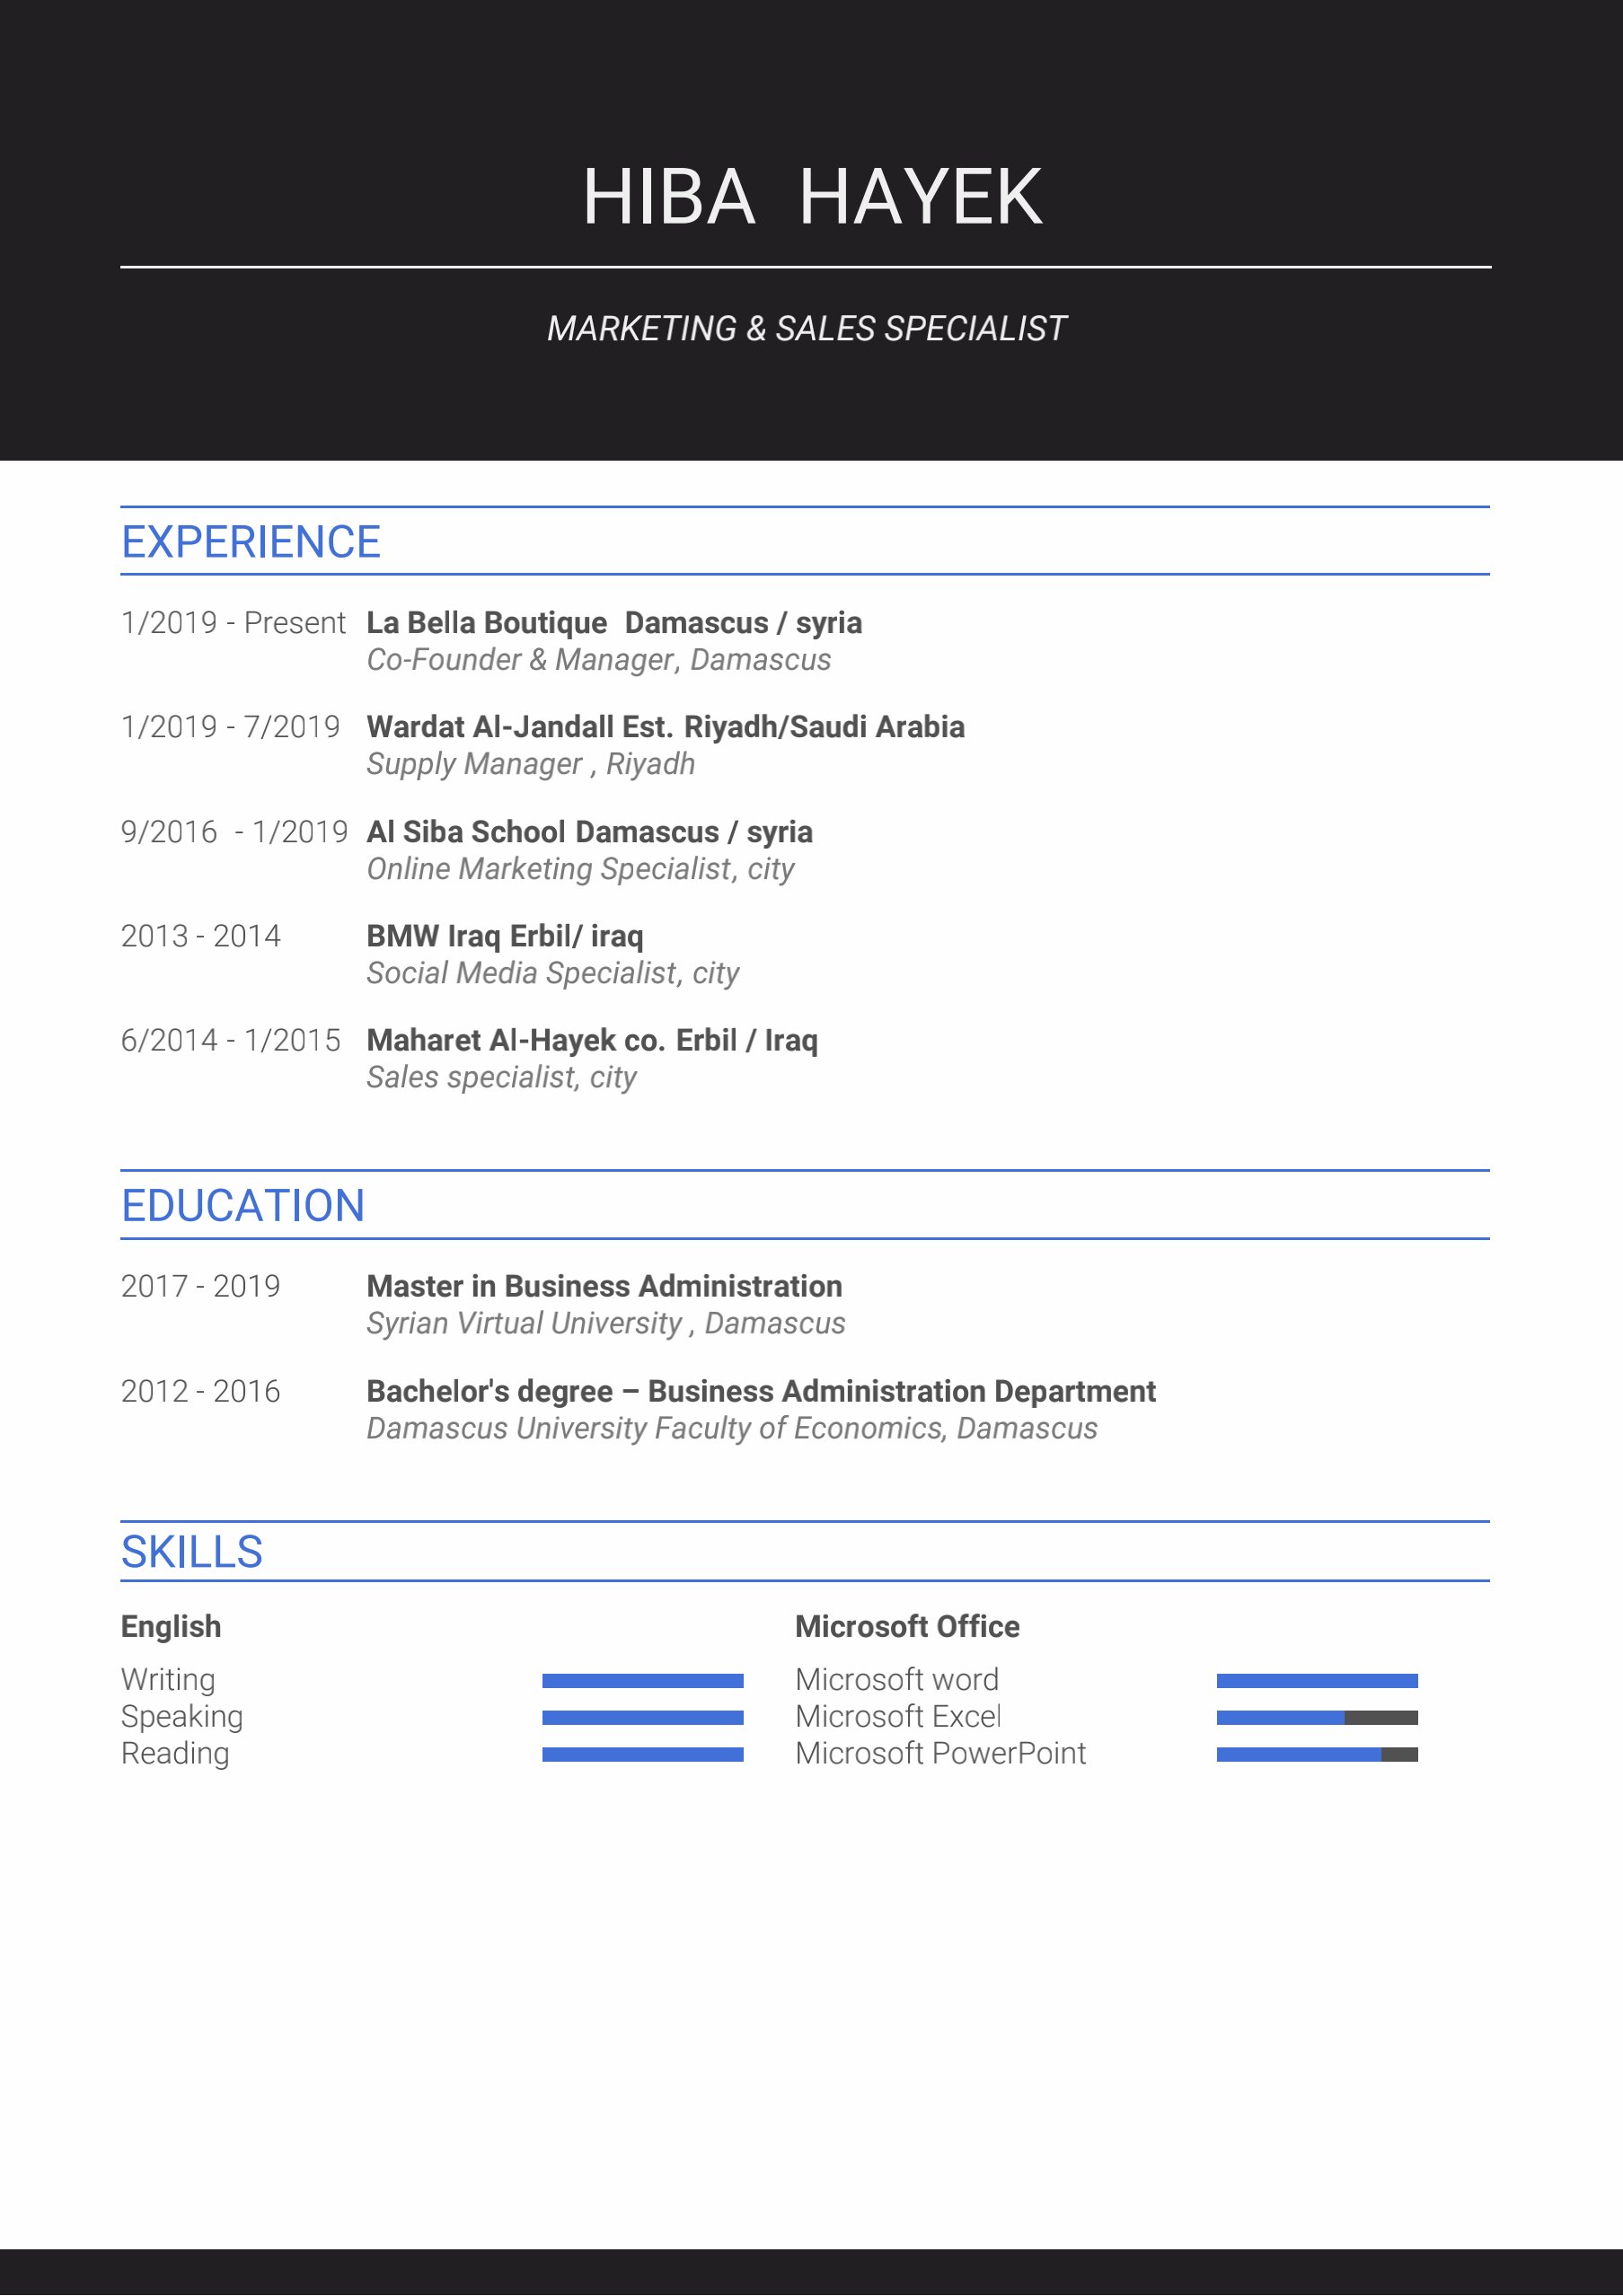 HIBA  HAYEK
MARKETING & SALES SPECIALIST
EXPERIENCE
1/2019 - Present La Bella Boutique  Damascus / syria
Co-Founder & Manager, Damascus
1/2019 - 7/2019 Wardat Al-Jandall Est. Riyadh/Saudi Arabia
Supply Manager , Riyadh
9/2016  - 1/2019 Al Siba School Damascus / syria
Online Marketing Specialist, city
2013 - 2014 BMW Iraq Erbil/ iraq
Social Media Specialist, city
6/2014 - 1/2015 Maharet Al-Hayek co. Erbil / Iraq
Sales specialist, city
EDUCATION
2017 - 2019 Master in Business Administration
Syrian Virtual University , Damascus
2012 - 2016 Bachelor's degree – Business Administration Department
Damascus University Faculty of Economics, Damascus
SKILLS
English
Writing
Speaking
Reading
Microsoft Office
Microsoft word
Microsoft Excel
Microsoft PowerPoint